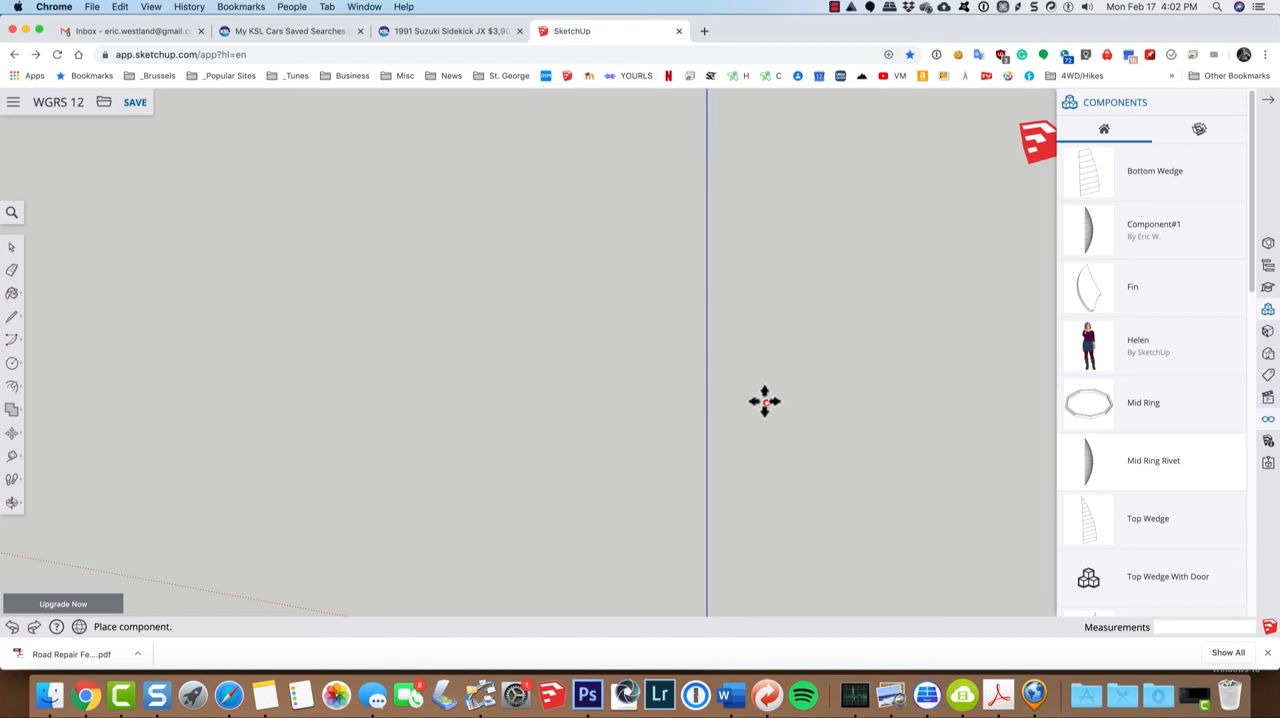 Chrome File Edit View History Bookmarks People Tab Window Help Mon Feb 17 4:02 PM
Inbox - eric.westland@gmail.c
My KSL Cars Saved Searches
1991 Suzuki Sidekick JX $3,90
SketchUp
app.sketchup.com/app?hl=en
Apps Bookmarks _Brussels _Popular Sites _Tunes Business Misc News St. George YOURLS H C VM 4WD/Hikes » Other Bookmarks
WGRS 12 SAVE
COMPONENTS
Bottom Wedge
Component#1
By Eric W.
Fin
Helen
By SketchUp
Mid Ring
Mid Ring Rivet
Top Wedge
Top Wedge With Door
Upgrade Now
Place component.
Measurements
Road Repair Fe....pdf
Show All